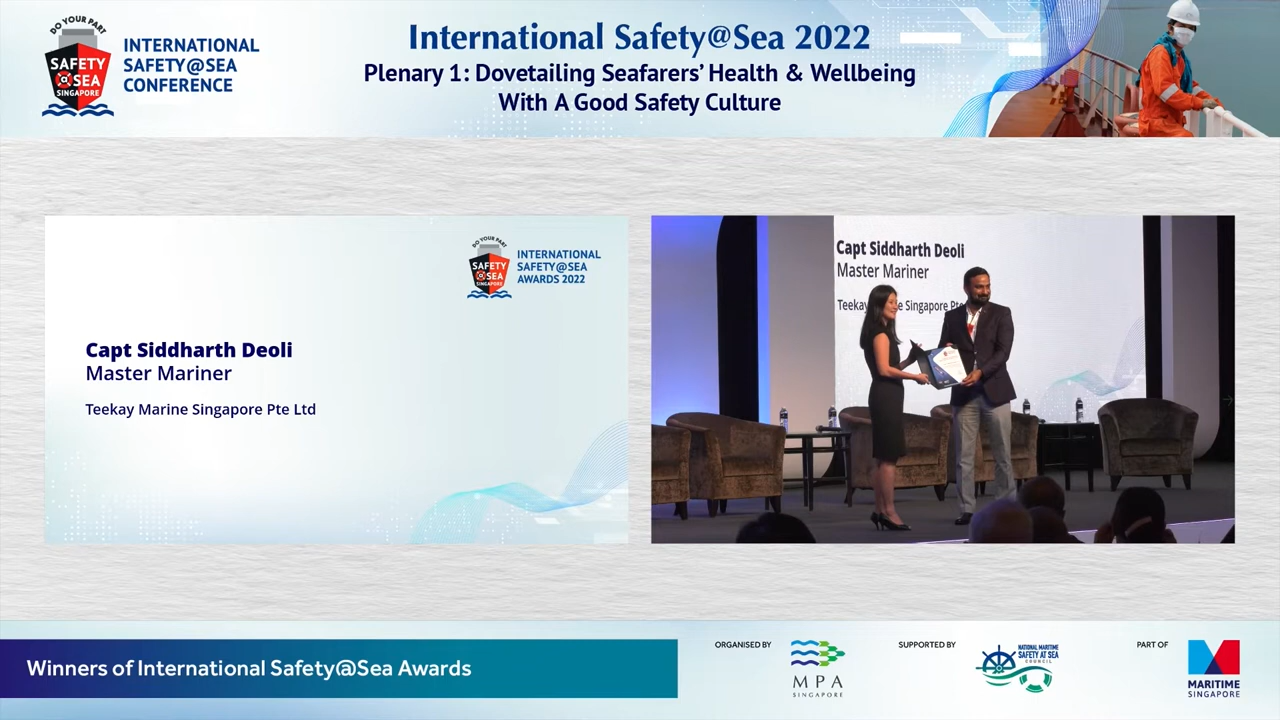 DO YOUR PART
SAFETY
@SEA
SINGAPORE
INTERNATIONAL
SAFETY@SEA
CONFERENCE
International Safety@Sea 2022
Plenary 1: Dovetailing Seafarers' Health & Wellbeing
With A Good Safety Culture
DO YOUR PART
SAFETY
@SEA
SINGAPORE
INTERNATIONAL
SAFETY@SEA
AWARDS 2022
Capt Siddharth Deoli
Master Mariner
Teekay Marine Singapore Pte Ltd
Capt Siddharth Deoli
Master Mariner
Teekay Singapore Pte
Winners of International Safety@Sea Awards
ORGANISED BY
MPA
SINGAPORE
SUPPORTED BY
NATIONAL MARITIME
SAFETY AT SEA
COUNCIL
PART OF
MARITIME
SINGAPORE